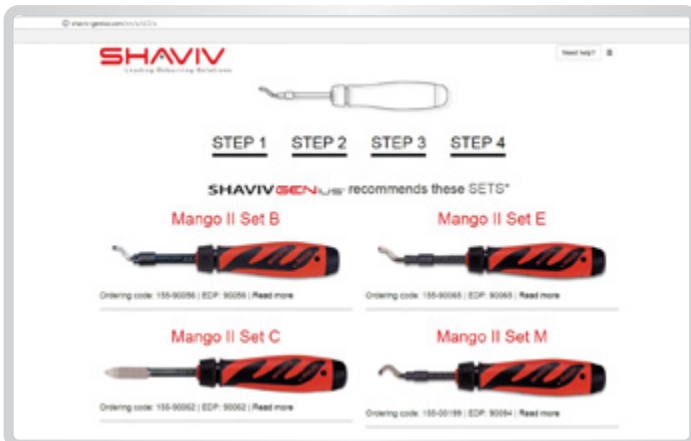 SHAVIV
Leading Deburring Solutions
Need help?
STEP 1 STEP 2 STEP 3 STEP 4
SHAVIVGENius recommends these SETS*
Mango II Set B
Ordering code: 155-90056 | EDP: 90056 | Read more
Mango II Set E
Ordering code: 155-90065 | EDP: 90065 | Read more
Mango II Set C
Ordering code: 155-90062 | EDP: 90062 | Read more
Mango II Set M
Ordering code: 155-00199 | EDP: 90094 | Read more